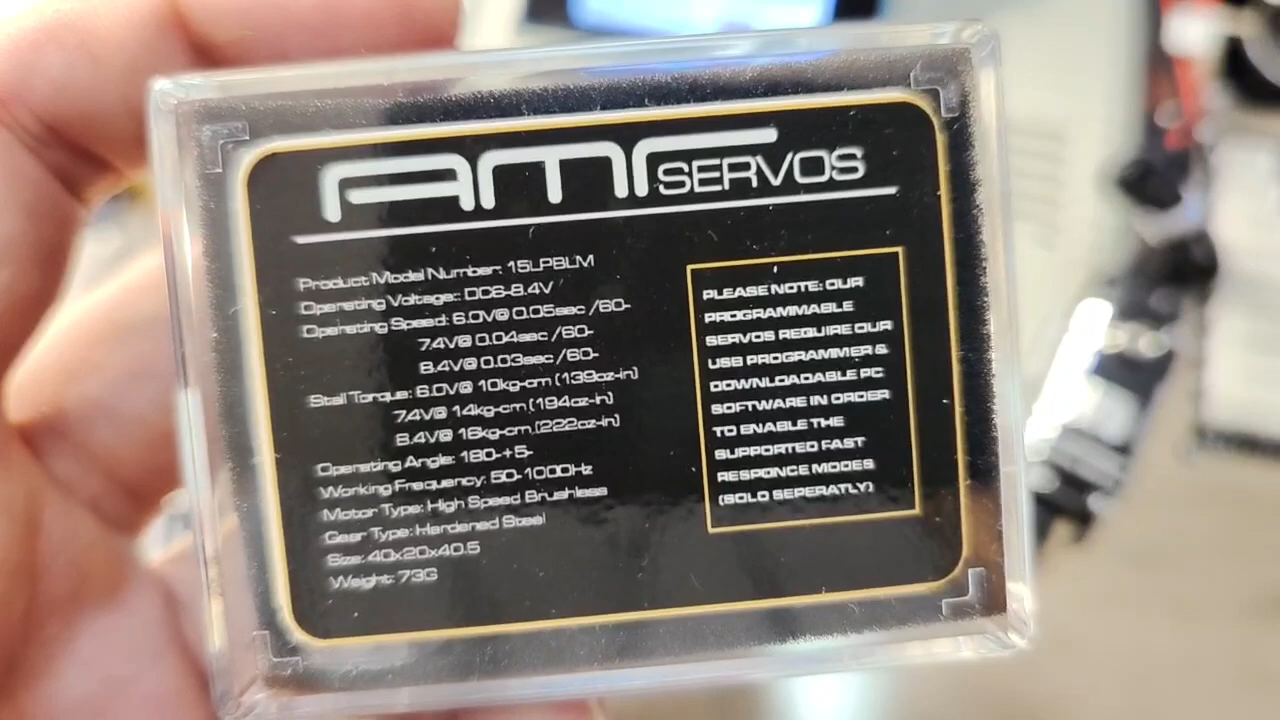 AMR SERVOS
Product Model Number: 15LPBLM
Operating Voltage:: DC6-8.4V
Operating Speed: 6.0V@ 0.05sec /60-
7.4V@ 0.04sec /60-
8.4V@ 0.03sec /60-
Stall Torque: 6.0V@ 10kg-cm (139oz-in)
7.4V@ 14kg-cm (194oz-in)
8.4V@ 16kg-cm (222oz-in)
Operating Angle: 180-+5-
Working Frequency: 50-1000Hz
Motor Type: High Speed Brushless
Gear Type: Hardened Steel
Size: 40x20x40.5
Weight: 73G
PLEASE NOTE: OUR
PROGRAMMABLE
SERVOS REQUIRE OUR
USB PROGRAMMER &
DOWNLOADABLE PC
SOFTWARE IN ORDER
TO ENABLE THE
SUPPORTED FAST
RESPONCE MODES
(SOLO SEPERATLY)